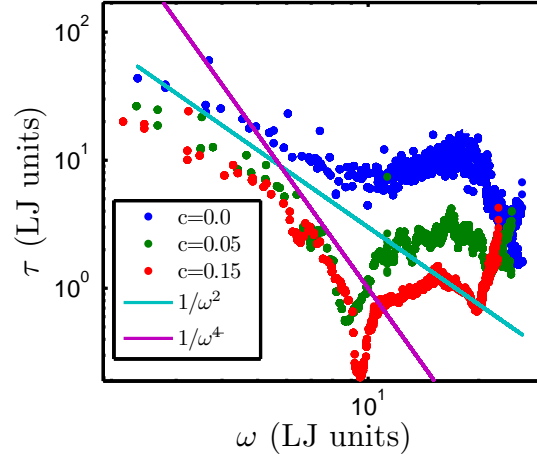 10²
10¹
10⁰
τ (LJ units)
c=0.0
c=0.05
c=0.15
1/ω²
1/ω⁴
10¹
ω (LJ units)